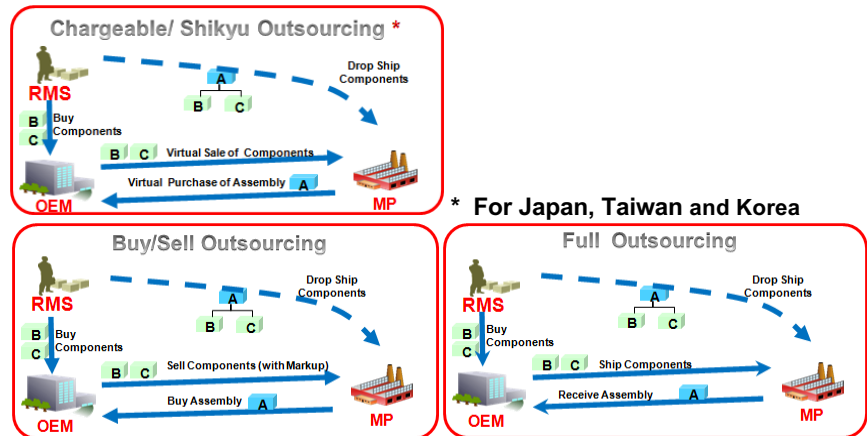 Chargeable/ Shikyu Outsourcing *
Drop Ship
Components
A
RMS
B
C
B
Buy
Components
C
B C Virtual Sale of Components
Virtual Purchase of Assembly A
OEM
MP
* For Japan, Taiwan and Korea
Buy/Sell Outsourcing
Drop Ship
Components
A
RMS
B
C
B
Buy
Components
C
B C Sell Components (with Markup)
Buy Assembly A
OEM
MP
Full Outsourcing
Drop Ship
Components
A
RMS
B
C
B
Buy
Components
C
B C Ship Components
Receive Assembly A
OEM
MP